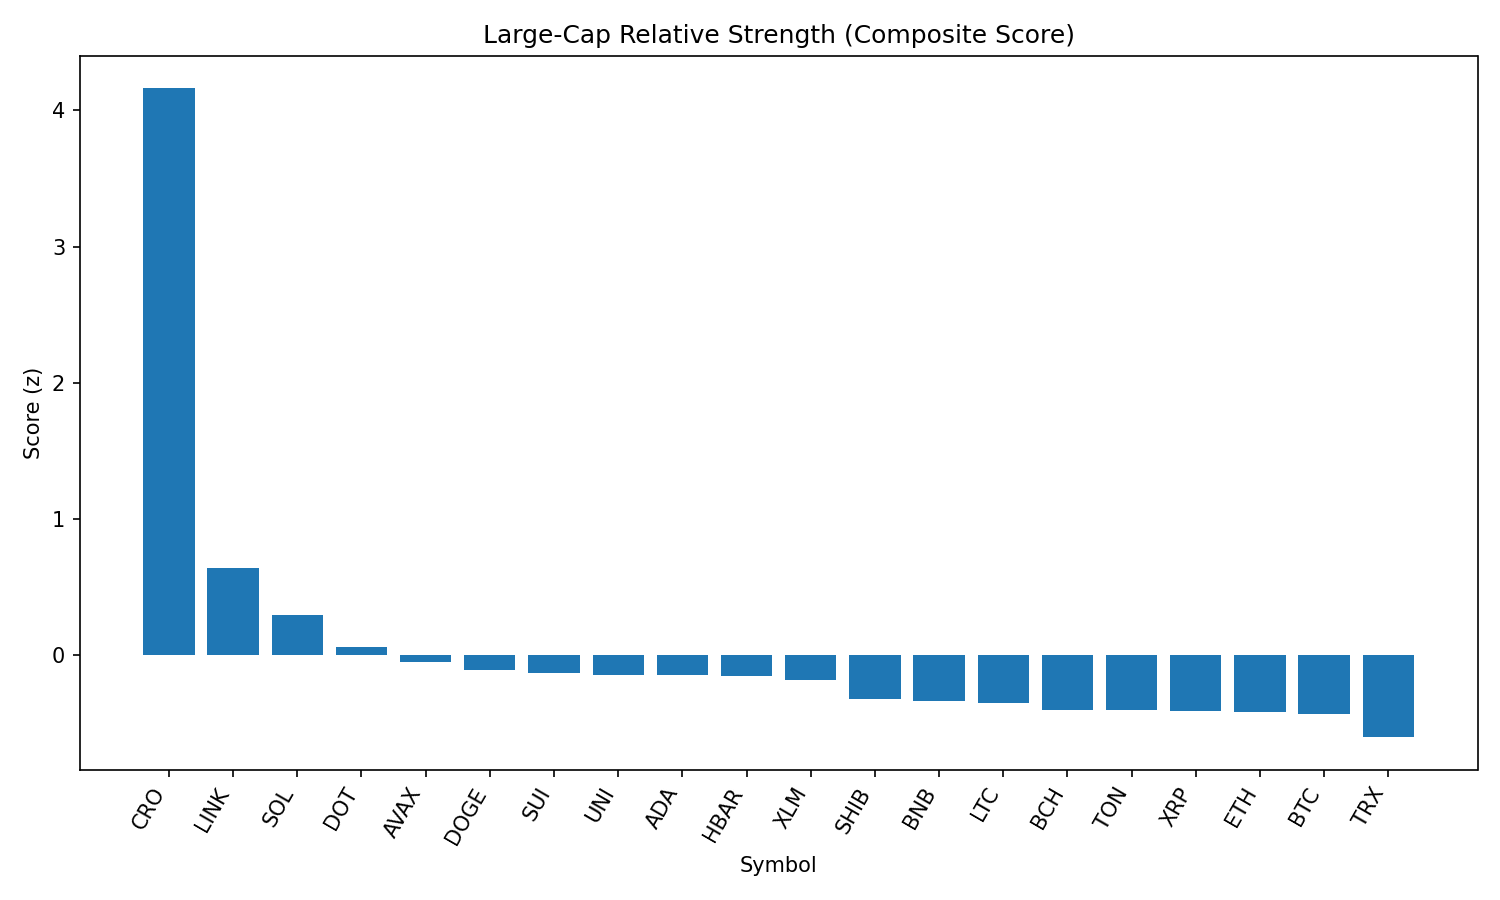 Large-Cap Relative Strength (Composite Score)
Score (z)
4
3
2
1
0
CRO
LINK
SOL
DOT
AVAX
DOGE
SUI
UNI
ADA
HBAR
XLM
SHIB
BNB
LTC
BCH
TON
XRP
ETH
BTC
TRX
Symbol